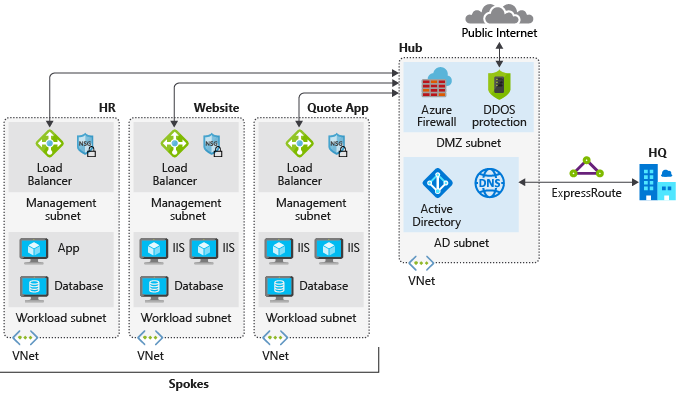 Public Internet
Hub
Azure
Firewall
DDOS
protection
DMZ subnet
Active
Directory
DNS
AD subnet
VNet
ExpressRoute
HQ
HR
NSG
Load
Balancer
Management
subnet
App
Database
Workload subnet
VNet
Website
NSG
Load
Balancer
Management
subnet
IIS
IIS
Database
Workload subnet
VNet
Quote App
NSG
Load
Balancer
Management
subnet
IIS
IIS
Database
Workload subnet
VNet
Spokes